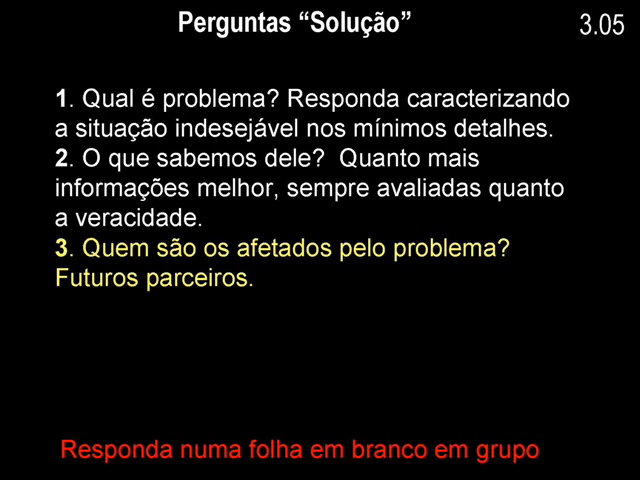 Perguntas “Solução”
3.05
1. Qual é problema? Responda caracterizando
a situação indesejável nos mínimos detalhes.
2. O que sabemos dele?  Quanto mais
informações melhor, sempre avaliadas quanto
a veracidade.
3. Quem são os afetados pelo problema?
Futuros parceiros.
Responda numa folha em branco em grupo